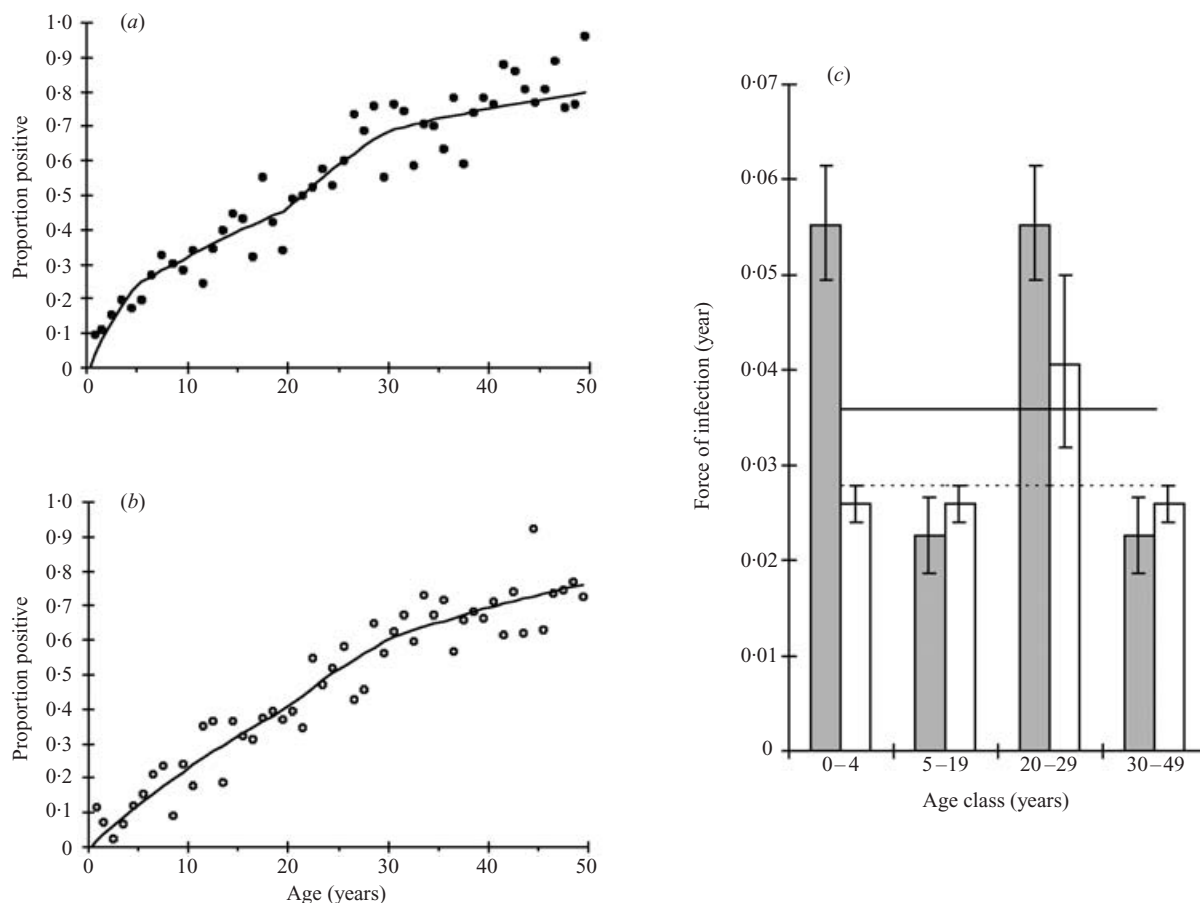 (a)
1·0
0·9
0·8
0·7
0·6
0·5
0·4
0·3
0·2
0·1
0
Proportion positive
0 10 20 30 40 50
(b)
1·0
0·9
0·8
0·7
0·6
0·5
0·4
0·3
0·2
0·1
0
Proportion positive
0 10 20 30 40 50
Age (years)
(c)
0·07
0·06
0·05
0·04
0·03
0·02
0·01
0
Force of infection (year)
0–4 5–19 20–29 30–49
Age class (years)